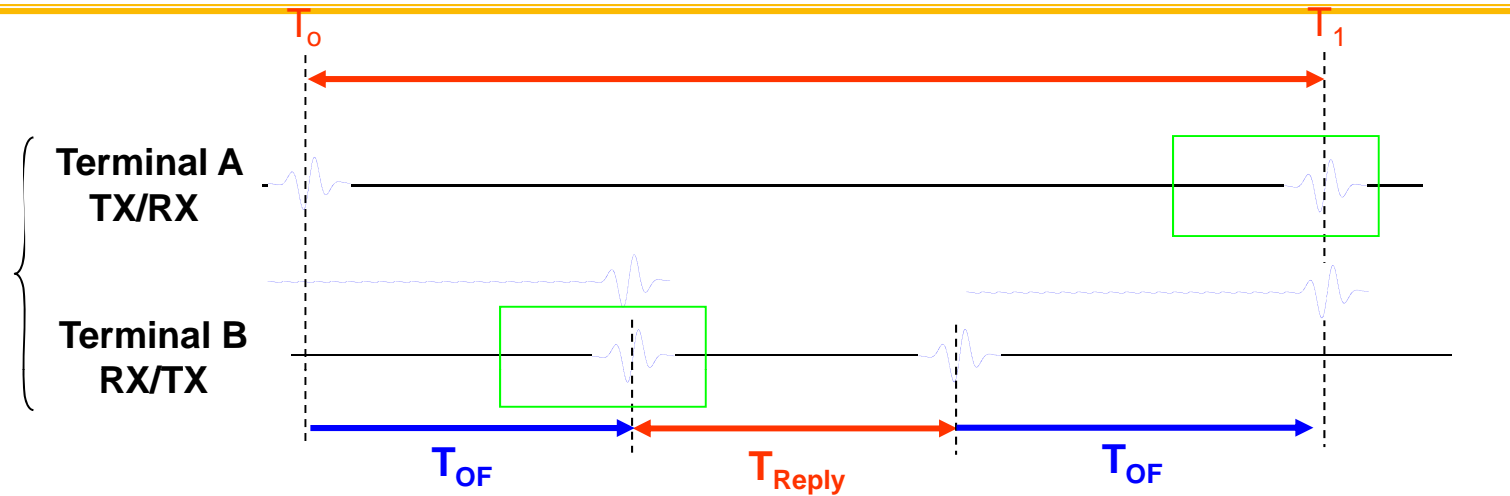 To
T1
Terminal A
TX/RX
Terminal B
RX/TX
TOF
TReply
TOF